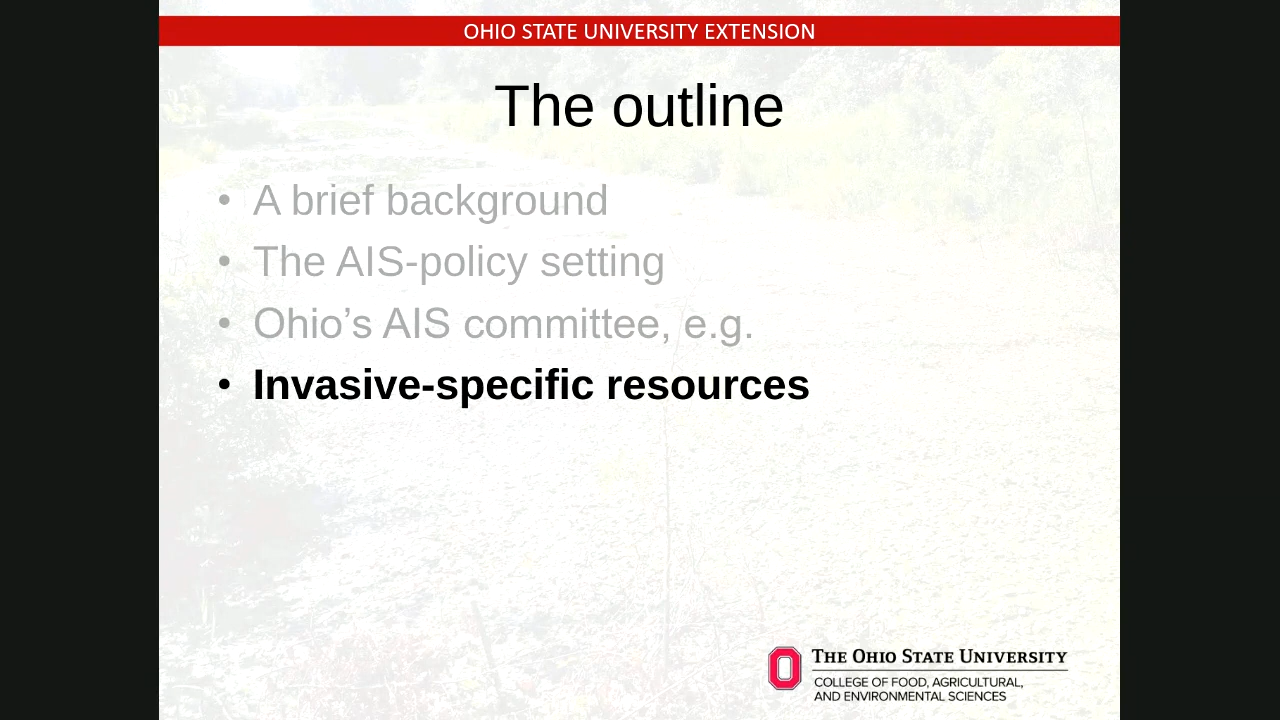 OHIO STATE UNIVERSITY EXTENSION
The outline
• A brief background
• The AIS-policy setting
• Ohio’s AIS committee, e.g.
• Invasive-specific resources
THE OHIO STATE UNIVERSITY
COLLEGE OF FOOD, AGRICULTURAL,
AND ENVIRONMENTAL SCIENCES